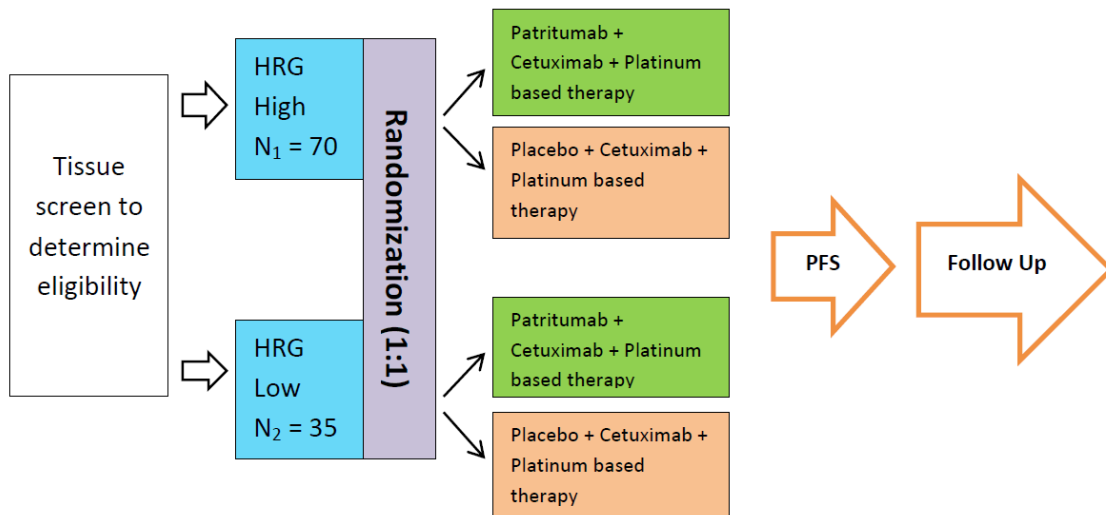 Tissue
screen to
determine
eligibility
HRG
High
N₁ = 70
HRG
Low
N₂ = 35
Randomization (1:1)
Patritumab +
Cetuximab + Platinum
based therapy
Placebo + Cetuximab +
Platinum based
therapy
Patritumab +
Cetuximab + Platinum
based therapy
Placebo + Cetuximab +
Platinum based
therapy
PFS
Follow Up